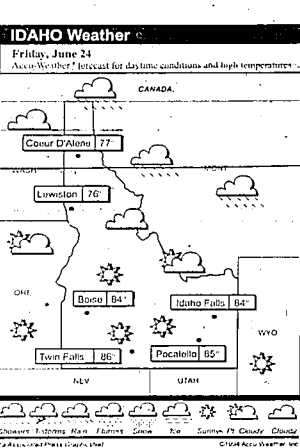 IDAHO Weather
Friday, June 24
Accu-Weather® forecast for daytime conditions and high temperatures
CANADA
Coeur D'Alene 77°
WASH
MONT
Lewiston 76°
ORE
Boise 84°
Idaho Falls 84°
WYO
Twin Falls 86°
Pocatello 85°
NEV
UTAH
Showers T-storms Rain Flurries Snow Ice Sunny Pt. Cloudy Cloudy
Associated Press
©1994 Accu-Weather, Inc.